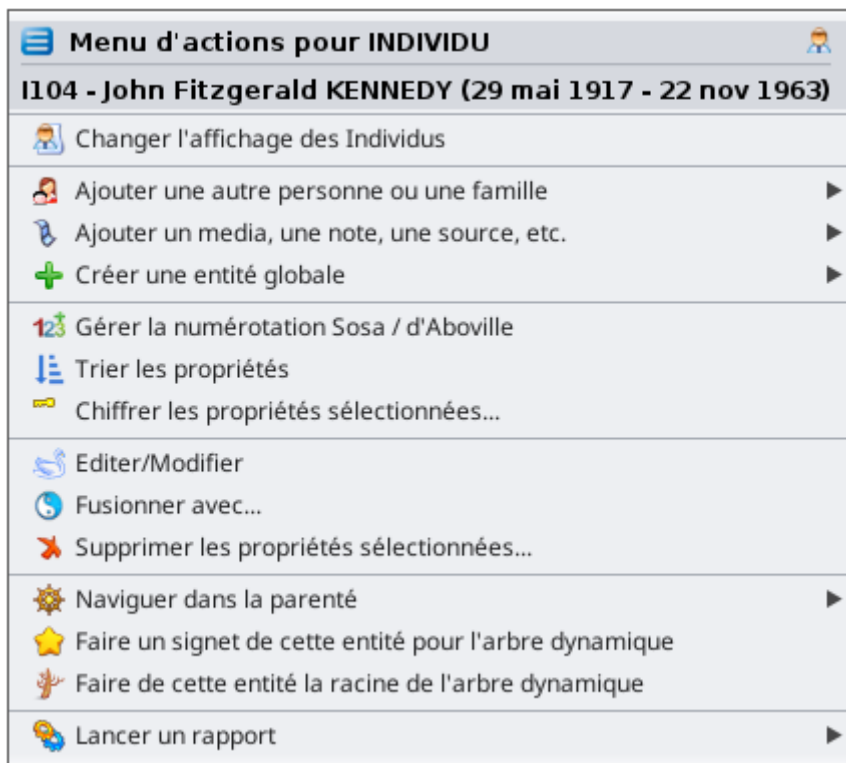 Menu d'actions pour INDIVIDU
I104 - John Fitzgerald KENNEDY (29 mai 1917 - 22 nov 1963)
Changer l'affichage des Individus
Ajouter une autre personne ou une famille
Ajouter un media, une note, une source, etc.
Créer une entité globale
123 Gérer la numérotation Sosa / d'Aboville
Trier les propriétés
Chiffrer les propriétés sélectionnées...
Editer/Modifier
Fusionner avec...
Supprimer les propriétés sélectionnées...
Naviguer dans la parenté
Faire un signet de cette entité pour l'arbre dynamique
Faire de cette entité la racine de l'arbre dynamique
Lancer un rapport